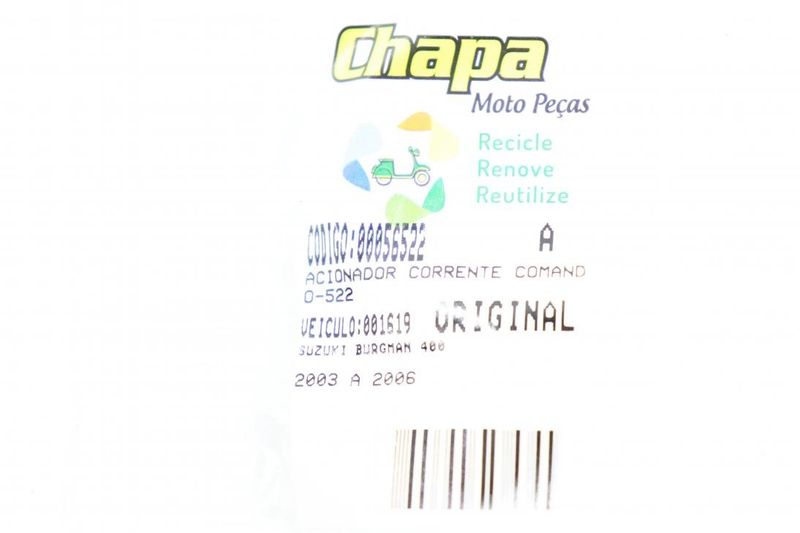 Chapa
Moto Peças
Recicle
Renove
Reutilize
CODIGO:00056522 A
ACIONADOR CORRENTE COMAND
O-522
VEICULO:001619 ORIGINAL
SUZUKI BURGMAN 400
2003 A 2006